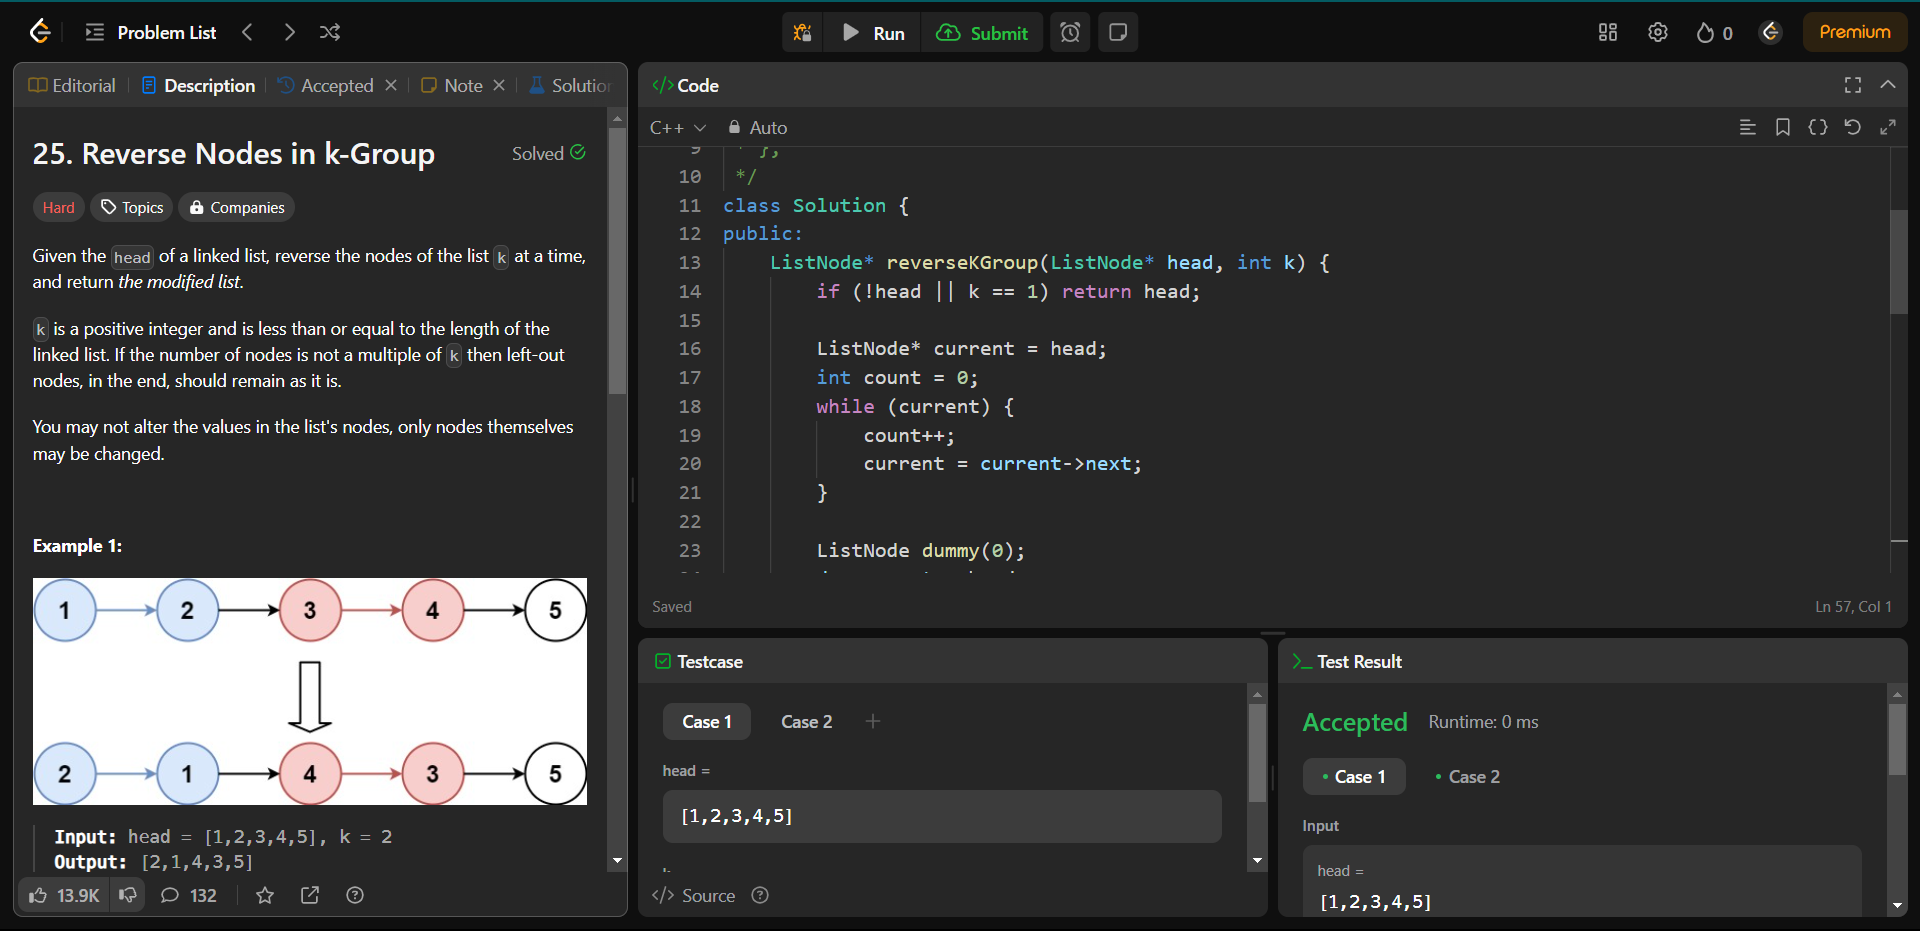 Problem List
Run
Submit
0
Premium
Editorial
Description
Accepted
Note
Solution
25. Reverse Nodes in k-Group
Solved
Hard
Topics
Companies
Given the head of a linked list, reverse the nodes of the list k at a time,
and return the modified list.
k is a positive integer and is less than or equal to the length of the
linked list. If the number of nodes is not a multiple of k then left-out
nodes, in the end, should remain as it is.
You may not alter the values in the list's nodes, only nodes themselves
may be changed.
Example 1:
1 2 3 4 5
2 1 4 3 5
Input: head = [1,2,3,4,5], k = 2
Output: [2,1,4,3,5]
13.9K
132
</> Code
C++
Auto
9 * };
10 */
11 class Solution {
12 public:
13 ListNode* reverseKGroup(ListNode* head, int k) {
14 if (!head || k == 1) return head;
15
16 ListNode* current = head;
17 int count = 0;
18 while (current) {
19 count++;
20 current = current->next;
21 }
22
23 ListNode dummy(0);
Saved
Ln 57, Col 1
Testcase
Case 1
Case 2
head =
[1,2,3,4,5]
</> Source
Test Result
Accepted
Runtime: 0 ms
Case 1
Case 2
Input
head =
[1,2,3,4,5]